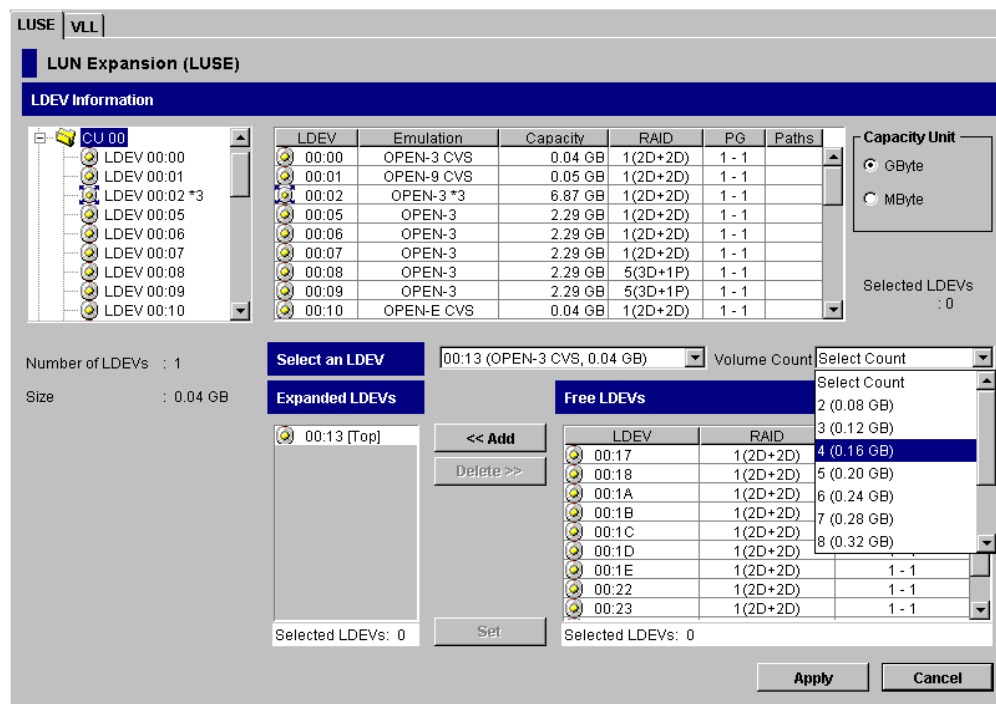 LUSE VLL
LUN Expansion (LUSE)
LDEV Information
CU 00
LDEV 00:00
LDEV 00:01
LDEV 00:02 *3
LDEV 00:05
LDEV 00:06
LDEV 00:07
LDEV 00:08
LDEV 00:09
LDEV 00:10
LDEV Emulation Capacity RAID PG Paths
00:00 OPEN-3 CVS 0.04 GB 1(2D+2D) 1 - 1
00:01 OPEN-9 CVS 0.05 GB 1(2D+2D) 1 - 1
00:02 OPEN-3 *3 6.87 GB 1(2D+2D) 1 - 1
00:05 OPEN-3 2.29 GB 1(2D+2D) 1 - 1
00:06 OPEN-3 2.29 GB 1(2D+2D) 1 - 1
00:07 OPEN-3 2.29 GB 1(2D+2D) 1 - 1
00:08 OPEN-3 2.29 GB 5(3D+1P) 1 - 1
00:09 OPEN-3 2.29 GB 5(3D+1P) 1 - 1
00:10 OPEN-E CVS 0.04 GB 1(2D+2D) 1 - 1
Capacity Unit
GByte
MByte
Selected LDEVs
: 0
Number of LDEVs : 1
Size : 0.04 GB
Select an LDEV
00:13 (OPEN-3 CVS, 0.04 GB)
Volume Count
Select Count
Select Count
2 (0.08 GB)
3 (0.12 GB)
4 (0.16 GB)
5 (0.20 GB)
6 (0.24 GB)
7 (0.28 GB)
8 (0.32 GB)
Expanded LDEVs
00:13 [Top]
Selected LDEVs: 0
<< Add
Delete >>
Set
Free LDEVs
LDEV RAID
00:17 1(2D+2D)
00:18 1(2D+2D)
00:1A 1(2D+2D)
00:1B 1(2D+2D)
00:1C 1(2D+2D)
00:1D 1(2D+2D)
00:1E 1(2D+2D) 1 - 1
00:22 1(2D+2D) 1 - 1
00:23 1(2D+2D) 1 - 1
Selected LDEVs: 0
Apply
Cancel